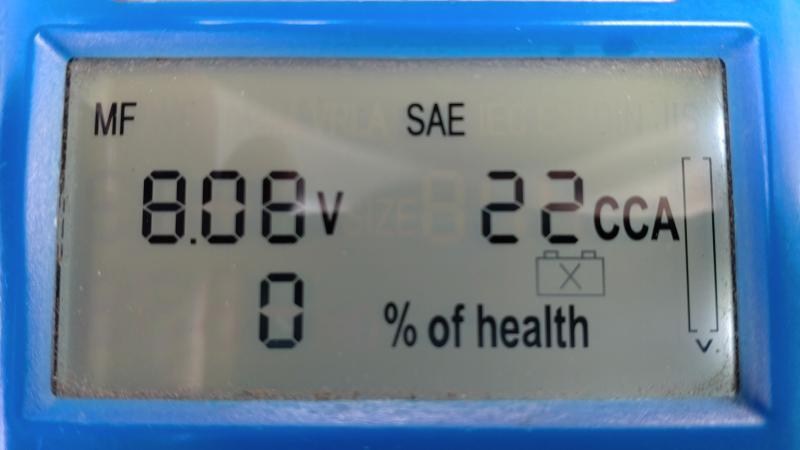 MF SAE
8.08V 22CCA
0 % of health